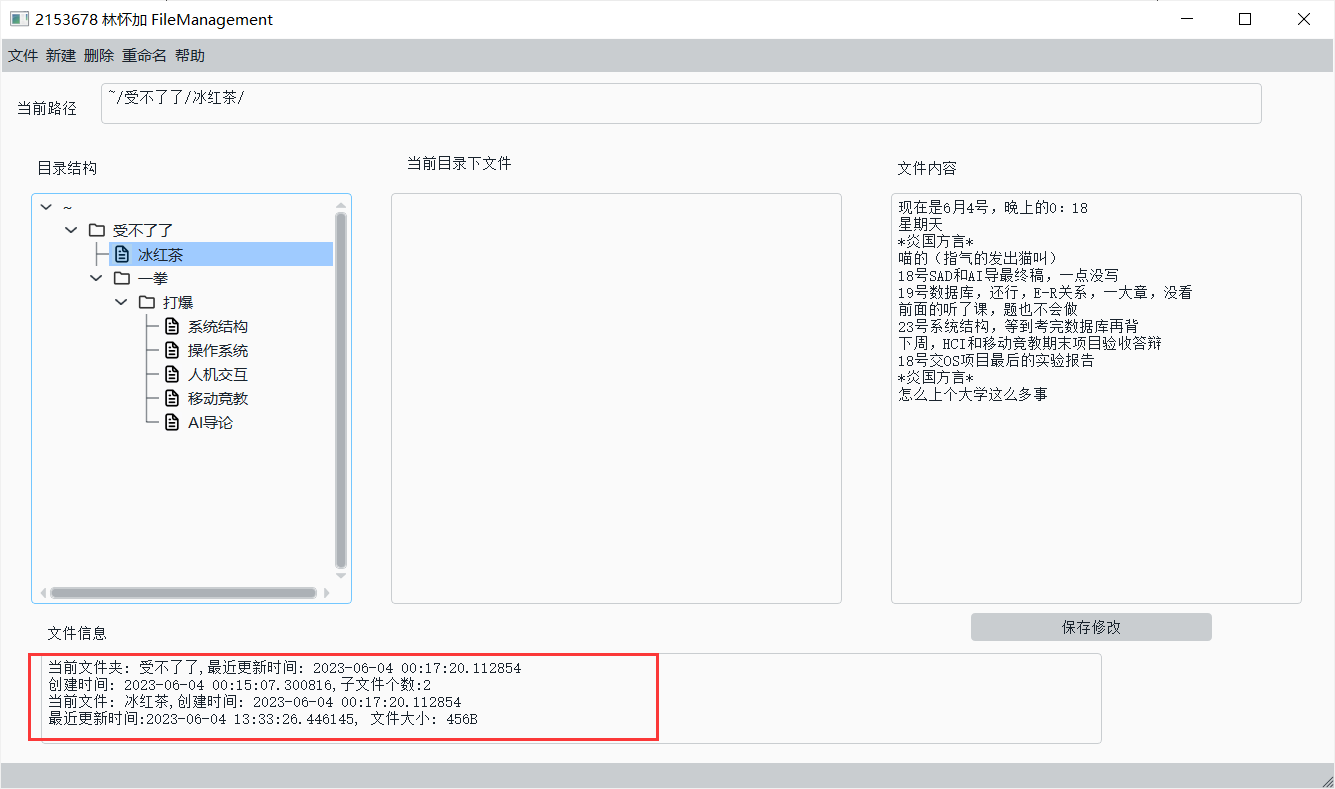 2153678 林怀加 FileManagement
文件 新建 删除 重命名 帮助
当前路径
~/受不了了/冰红茶/
目录结构
~
受不了了
冰红茶
一拳
打爆
系统结构
操作系统
人机交互
移动竞教
AI导论
当前目录下文件
文件内容
现在是6月4号，晚上的0：18
星期天
*炎国方言*
喵的（指气的发出猫叫）
18号SAD和AI导最终稿，一点没写
19号数据库，还行，E-R关系，一大章，没看
前面的听了课，题也不会做
23号系统结构，等到考完数据库再背
下周，HCI和移动竞教期末项目验收答辩
18号交OS项目最后的实验报告
*炎国方言*
怎么上个大学这么多事
保存修改
文件信息
当前文件夹: 受不了了,最近更新时间: 2023-06-04 00:17:20.112854
创建时间: 2023-06-04 00:15:07.300816,子文件个数:2
当前文件: 冰红茶,创建时间: 2023-06-04 00:17:20.112854
最近更新时间:2023-06-04 13:33:26.446145, 文件大小: 456B